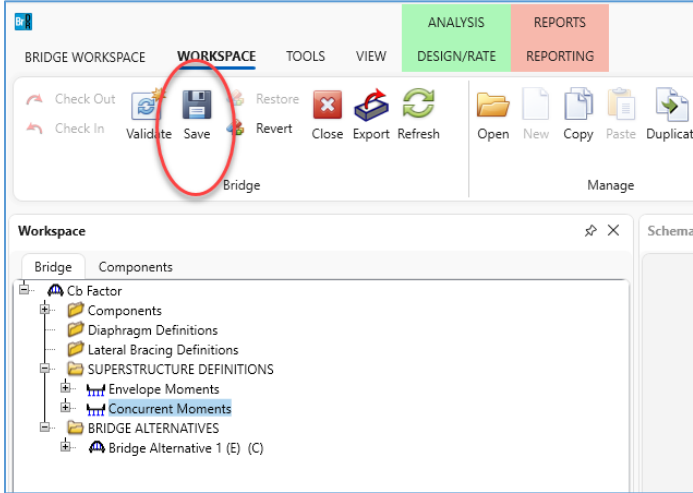 Br
ANALYSIS REPORTS
BRIDGE WORKSPACE WORKSPACE TOOLS VIEW DESIGN/RATE REPORTING
Check Out Restore
Check In Validate Save Revert Close Export Refresh Open New Copy Paste Duplicat
Bridge Manage
Workspace Schema
Bridge Components
Cb Factor
Components
Diaphragm Definitions
Lateral Bracing Definitions
SUPERSTRUCTURE DEFINITIONS
Envelope Moments
Concurrent Moments
BRIDGE ALTERNATIVES
Bridge Alternative 1 (E) (C)